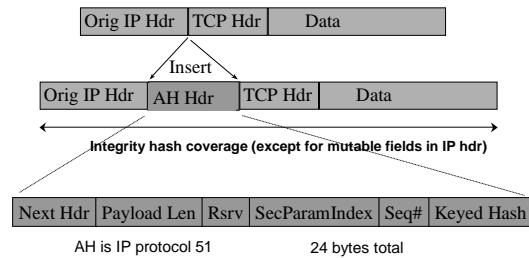 Orig IP Hdr TCP Hdr Data
Insert
Orig IP Hdr AH Hdr TCP Hdr Data
Integrity hash coverage (except for mutable fields in IP hdr)
Next Hdr Payload Len Rsrv SecParamIndex Seq# Keyed Hash
AH is IP protocol 51 24 bytes total